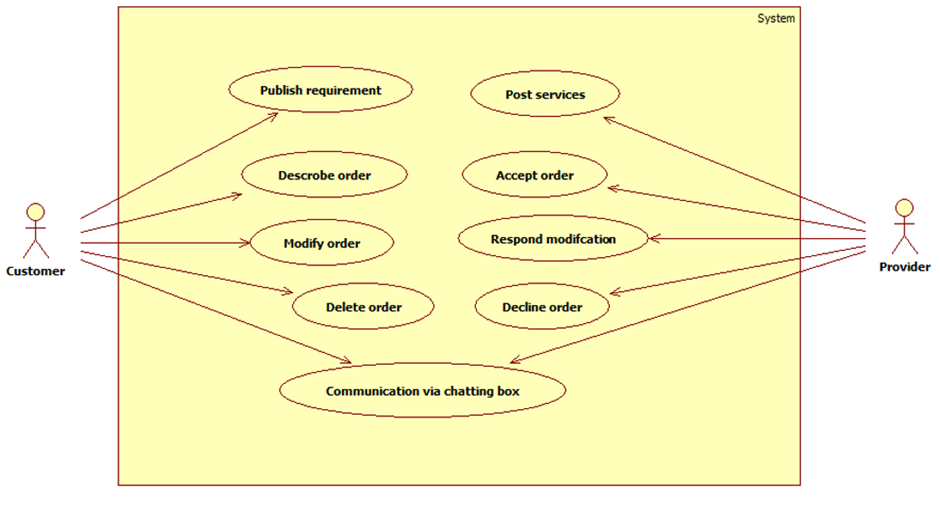 System
Publish requirement
Post services
Descrobe order
Accept order
Modify order
Respond modifcation
Customer
Provider
Delete order
Decline order
Communication via chatting box